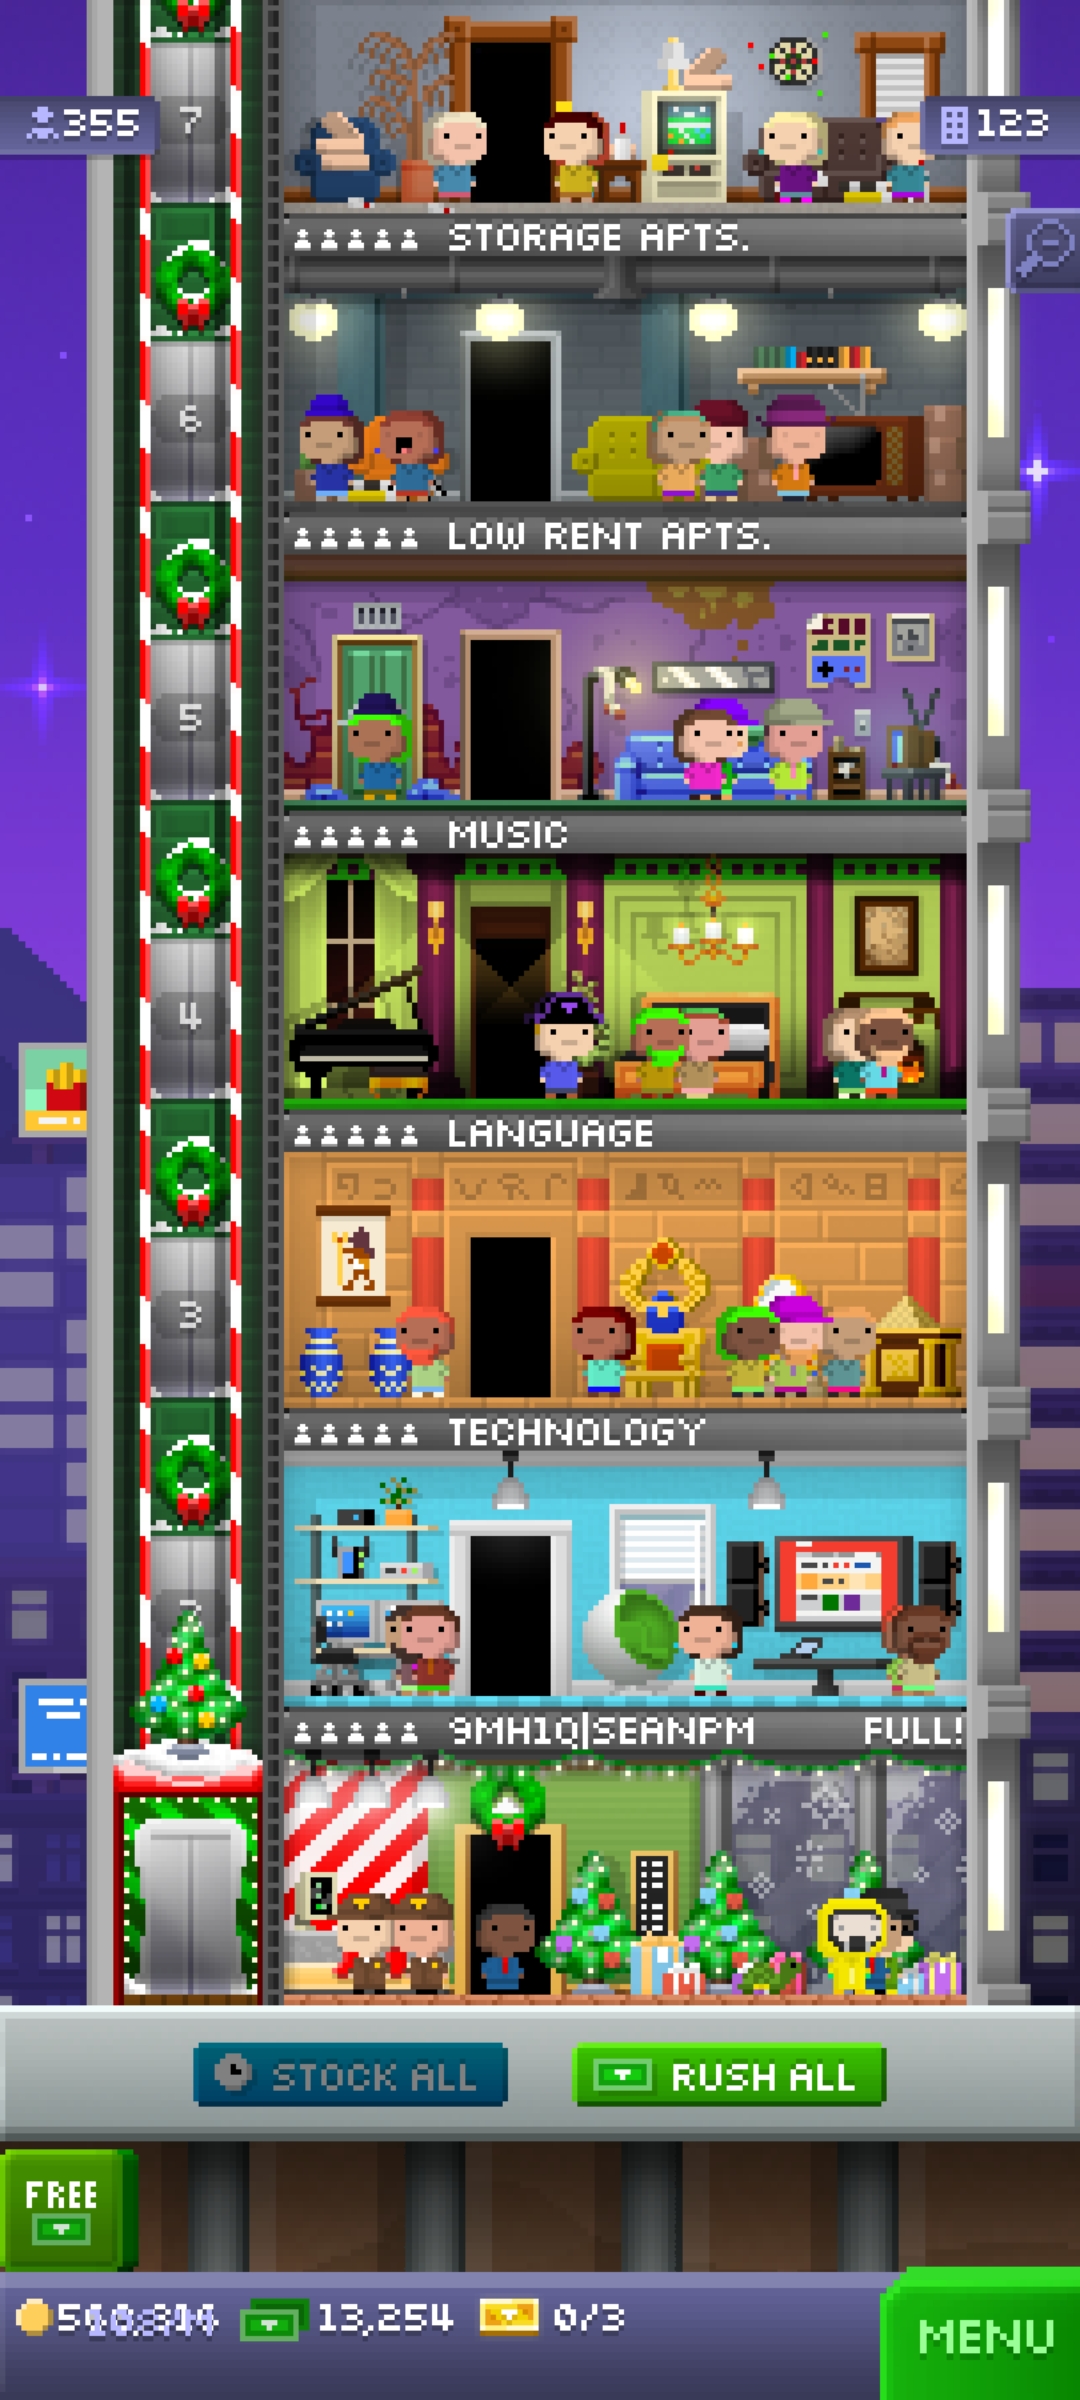 7
355
123
STORAGE APTS.
6
LOW RENT APTS.
5
MUSIC
4
LANGUAGE
3
TECHNOLOGY
9MH1Q|SEANPM FULL!
STOCK ALL
RUSH ALL
FREE
13,254
0/3
MENU